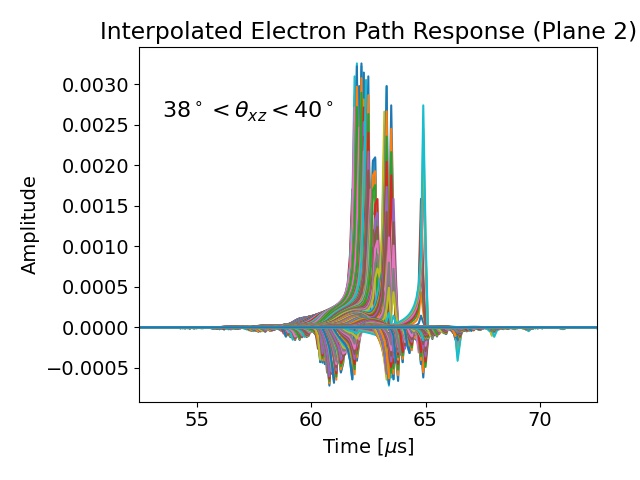 Interpolated Electron Path Response (Plane 2)
38° < θxz < 40°
Amplitude
0.0030
0.0025
0.0020
0.0015
0.0010
0.0005
0.0000
−0.0005
55 60 65 70
Time [μs]